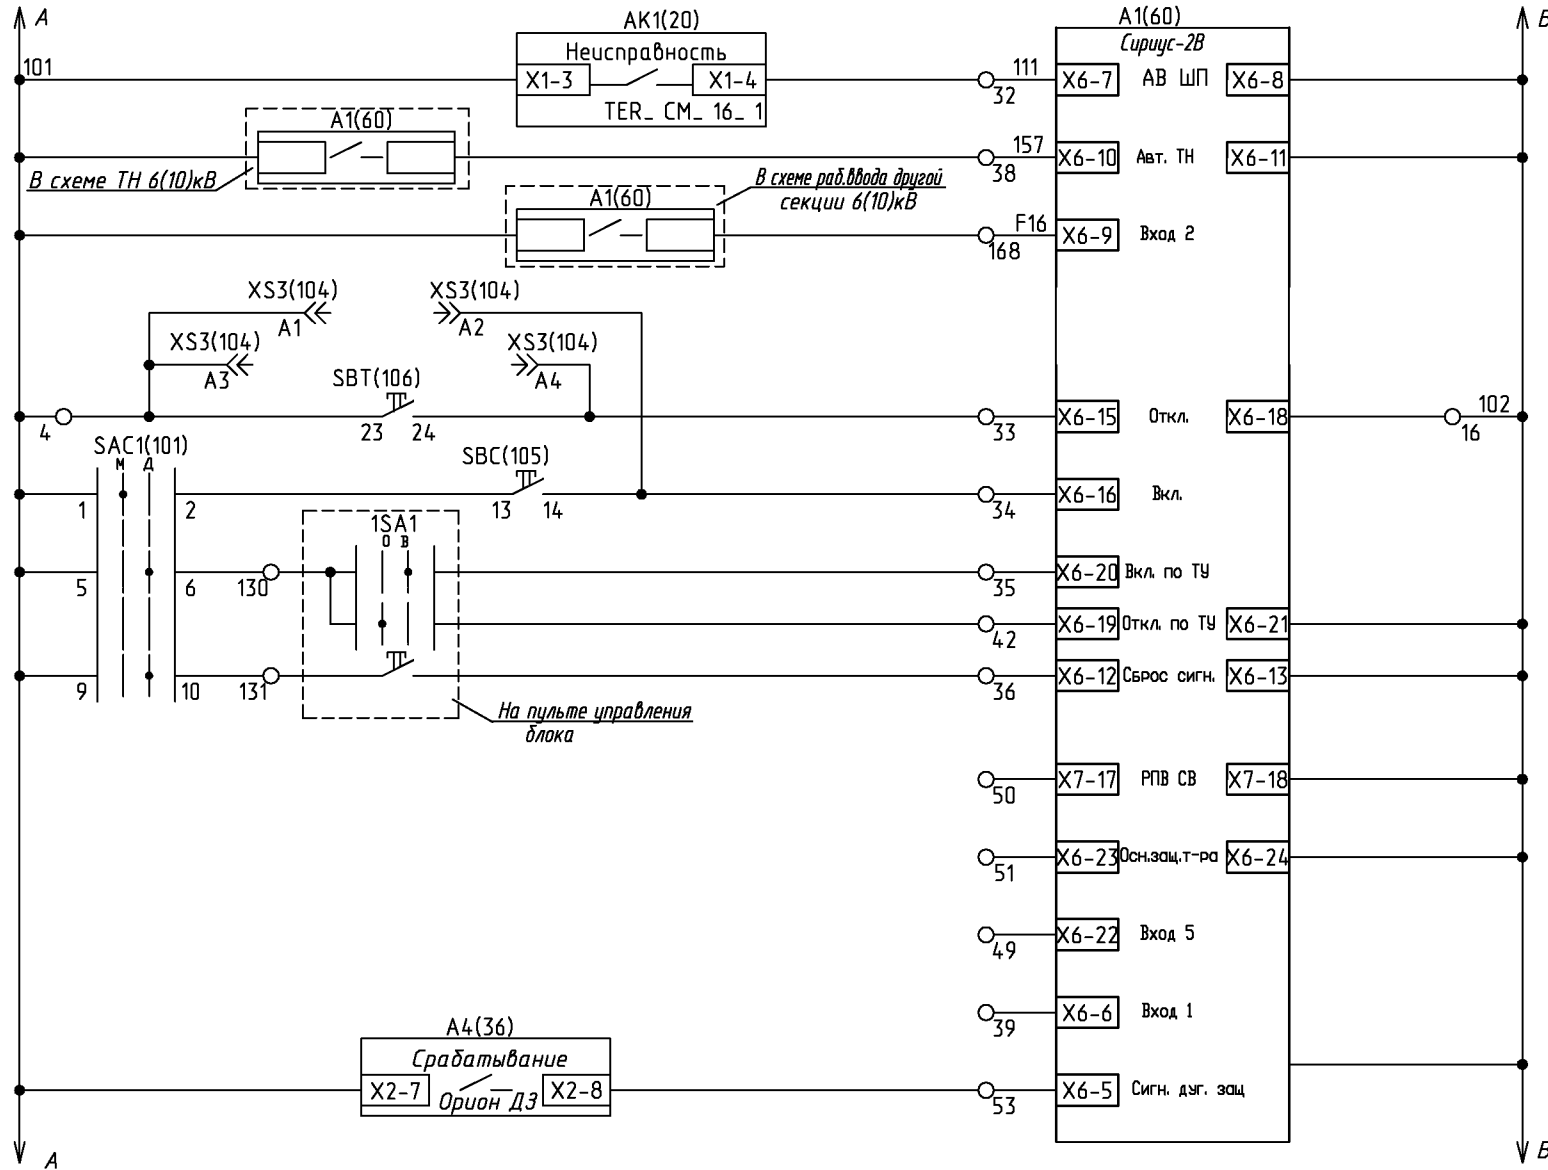 А
В
101
AK1(20)
Неисправность
X1-3
X1-4
TER_ CM_ 16_ 1
111
32
A1(60)
Сириус-2В
X6-7
АВ ШП
X6-8
A1(60)
В схеме ТН 6(10)кВ
157
38
X6-10
Авт. ТН
X6-11
A1(60)
В схеме раб.ввода другой
секции 6(10)кВ
F16
168
X6-9
Вход 2
XS3(104)
A1
XS3(104)
A2
XS3(104)
A3
XS3(104)
A4
SBT(106)
4
23
24
33
X6-15
Откл.
X6-18
102
16
SAC1(101)
М
Д
SBC(105)
1
2
13
14
34
X6-16
Вкл.
1SA1
О
В
5
6
130
35
X6-20
Вкл. по ТУ
42
X6-19
Откл. по ТУ
X6-21
9
10
131
36
X6-12
Сброс сигн.
X6-13
На пульте управления
блока
50
X7-17
РПВ СВ
X7-18
51
X6-23
Осн.защ.т-ра
X6-24
49
X6-22
Вход 5
39
X6-6
Вход 1
A4(36)
Срабатывание
X2-7
X2-8
Орион ДЗ
53
X6-5
Сигн. дуг. защ
А
В